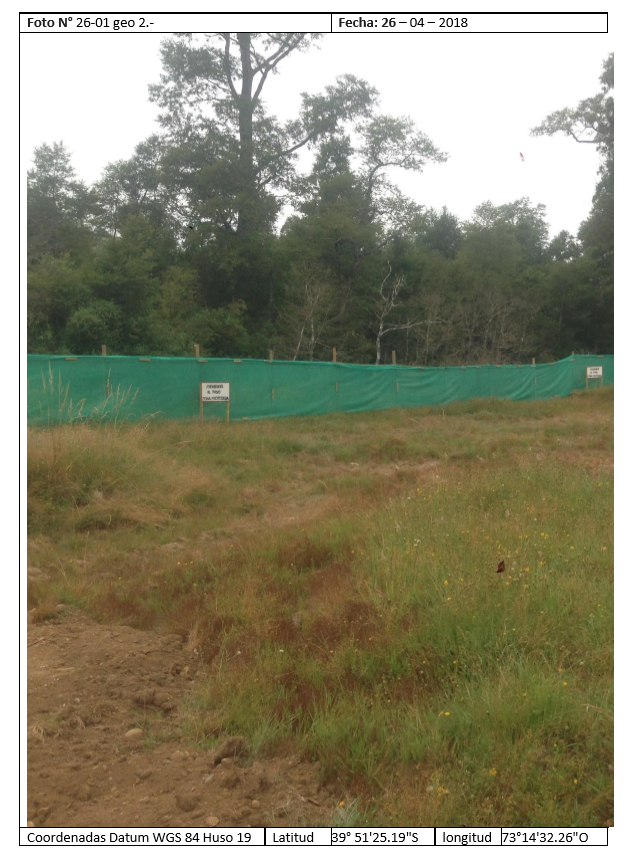 Foto N° 26-01 geo 2.-
Fecha: 26 – 04 – 2018
Coordenadas Datum WGS 84 Huso 19
Latitud
39° 51'25.19"S
longitud
73°14'32.26"O